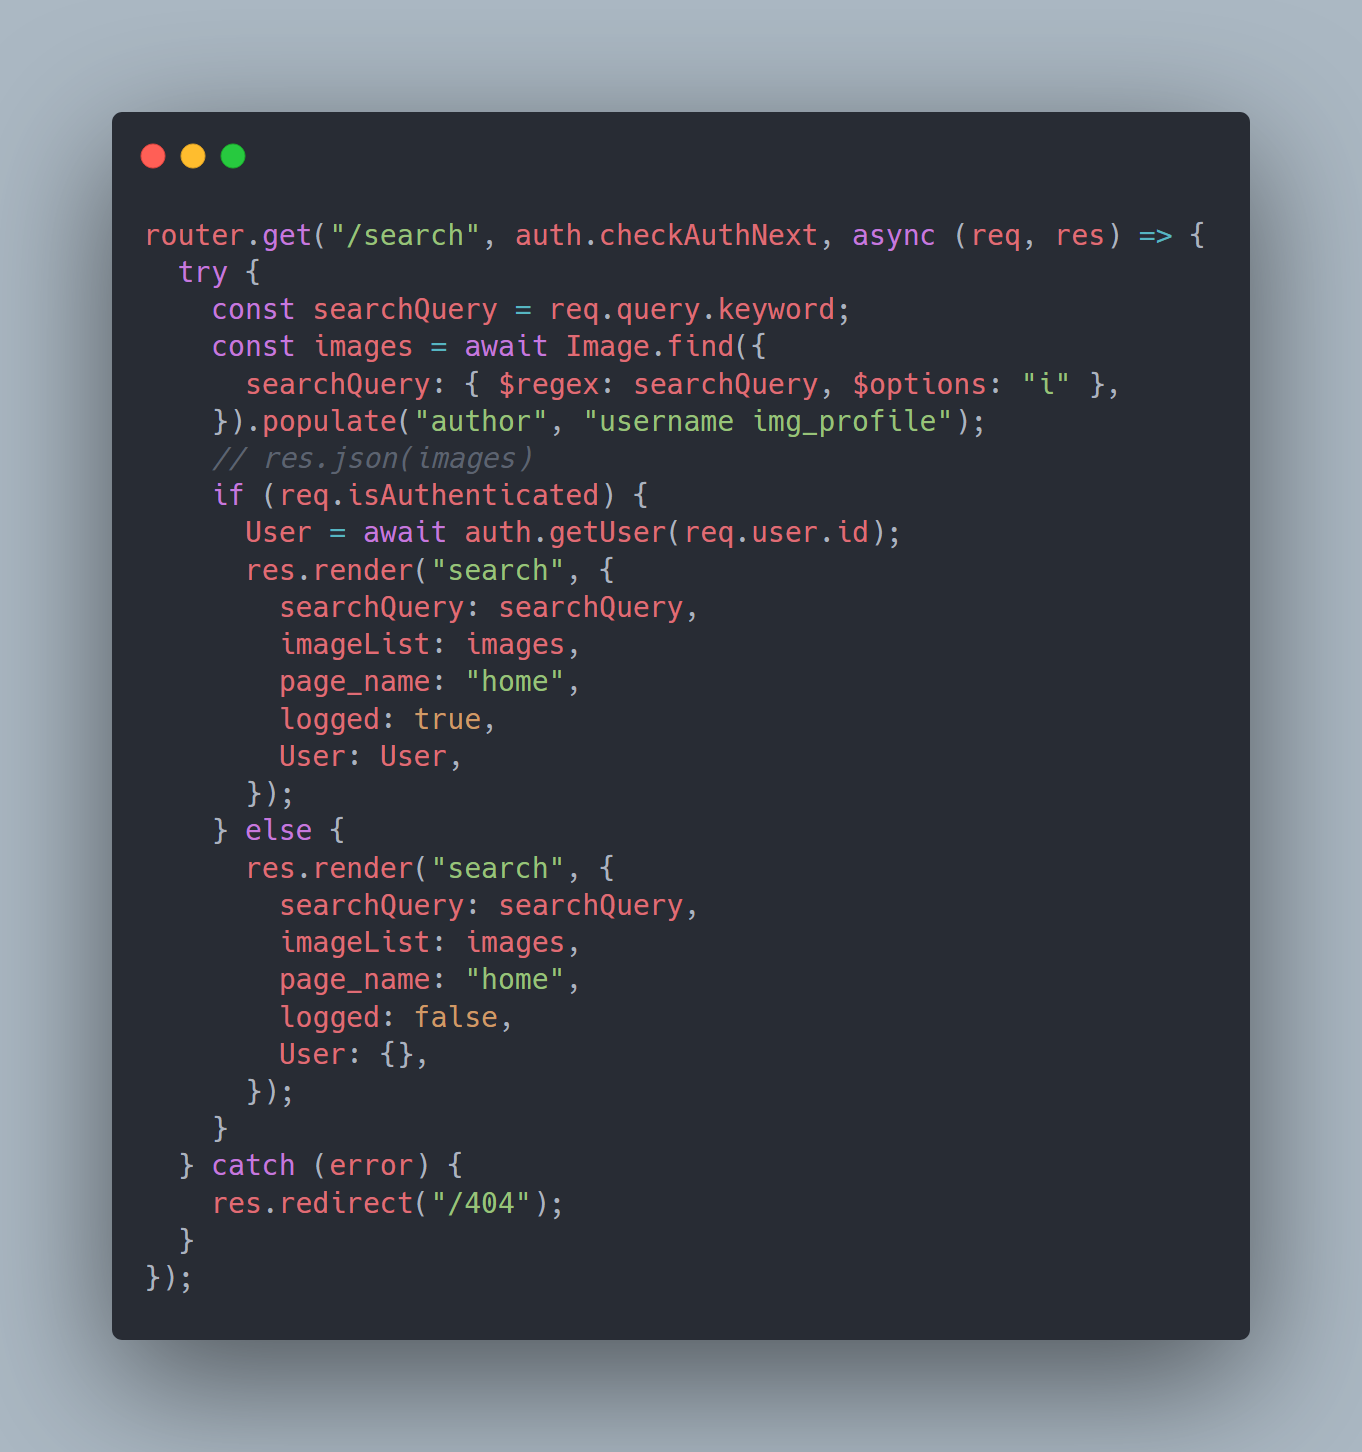 router.get("/search", auth.checkAuthNext, async (req, res) => {
  try {
    const searchQuery = req.query.keyword;
    const images = await Image.find({
      searchQuery: { $regex: searchQuery, $options: "i" },
    }).populate("author", "username img_profile");
    // res.json(images)
    if (req.isAuthenticated) {
      User = await auth.getUser(req.user.id);
      res.render("search", {
        searchQuery: searchQuery,
        imageList: images,
        page_name: "home",
        logged: true,
        User: User,
      });
    } else {
      res.render("search", {
        searchQuery: searchQuery,
        imageList: images,
        page_name: "home",
        logged: false,
        User: {},
      });
    }
  } catch (error) {
    res.redirect("/404");
  }
});